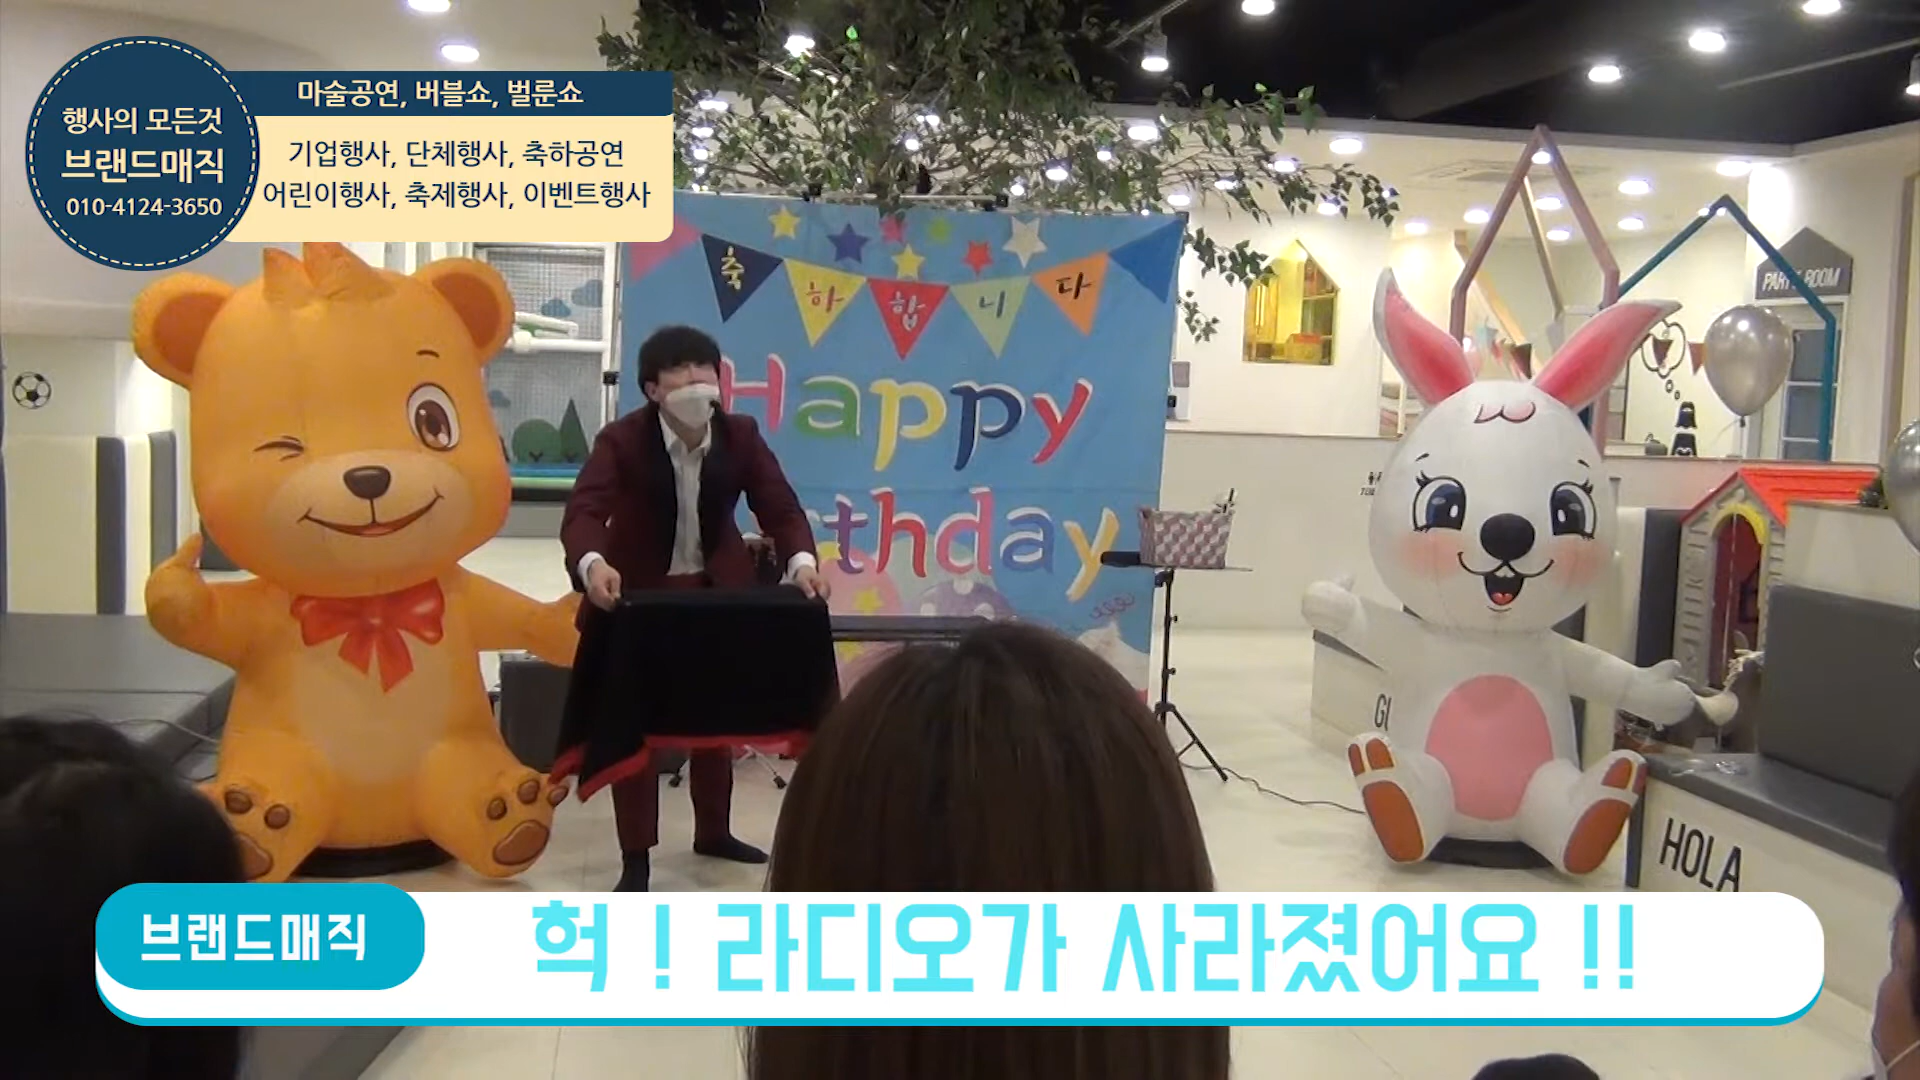 행사의 모든것
브랜드매직
010-4124-3650
마술공연, 버블쇼, 벌룬쇼
기업행사, 단체행사, 축하공연
어린이행사, 축제행사, 이벤트행사
축하합니다
Happy
thday
PARTY ROOM
HOLA
브랜드매직
헉 ! 라디오가 사라졌어요 !!